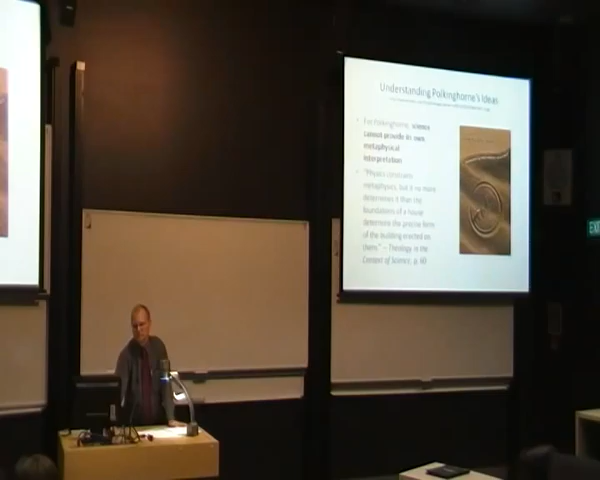 Understanding Polkinghorne's Ideas
For Polkinghorne, science
cannot provide its own
metaphysical
interpretation
"Physics constrains
metaphysics, but it no more
determines it than the
foundations of a house
determine the precise form
of the building erected on
them." – Theology in the
Context of Science, p. 90
EXIT